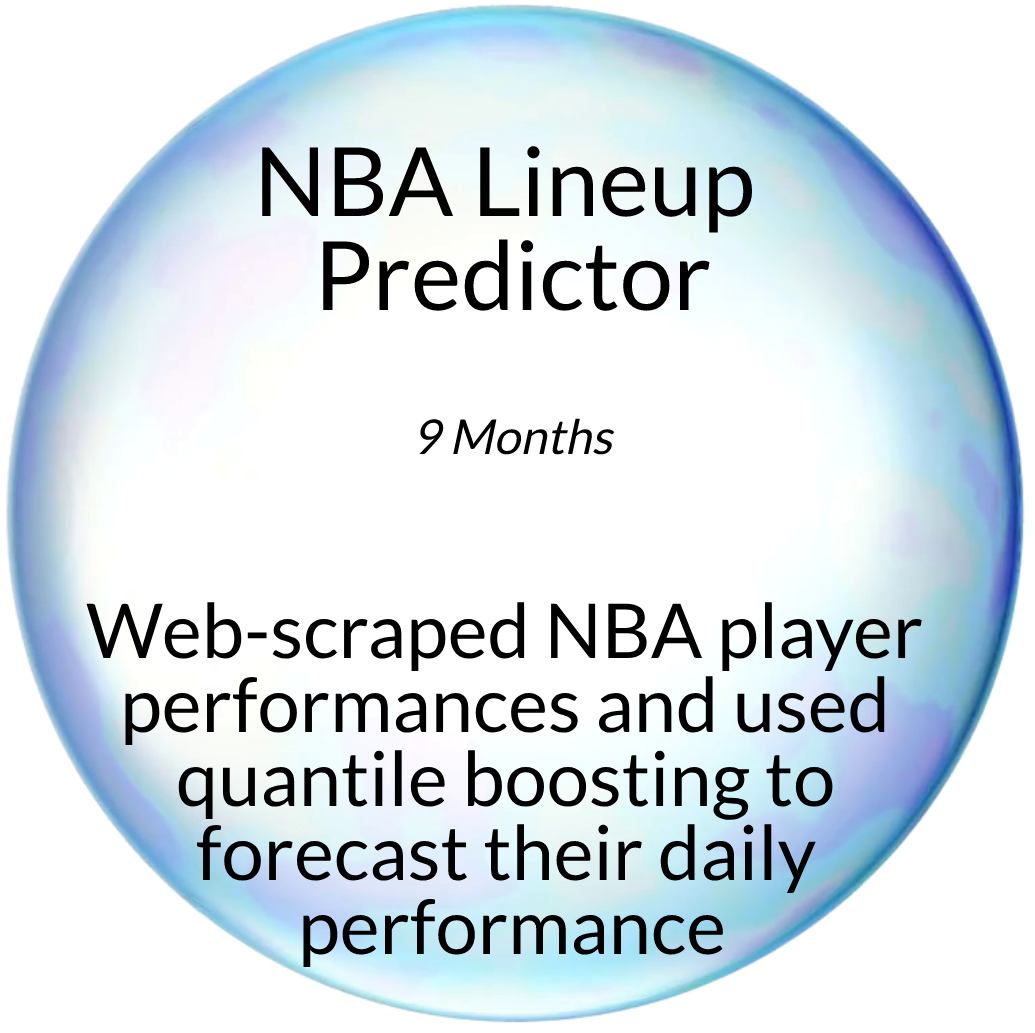 NBA Lineup
Predictor
9 Months
Web-scraped NBA player
performances and used
quantile boosting to
forecast their daily
performance